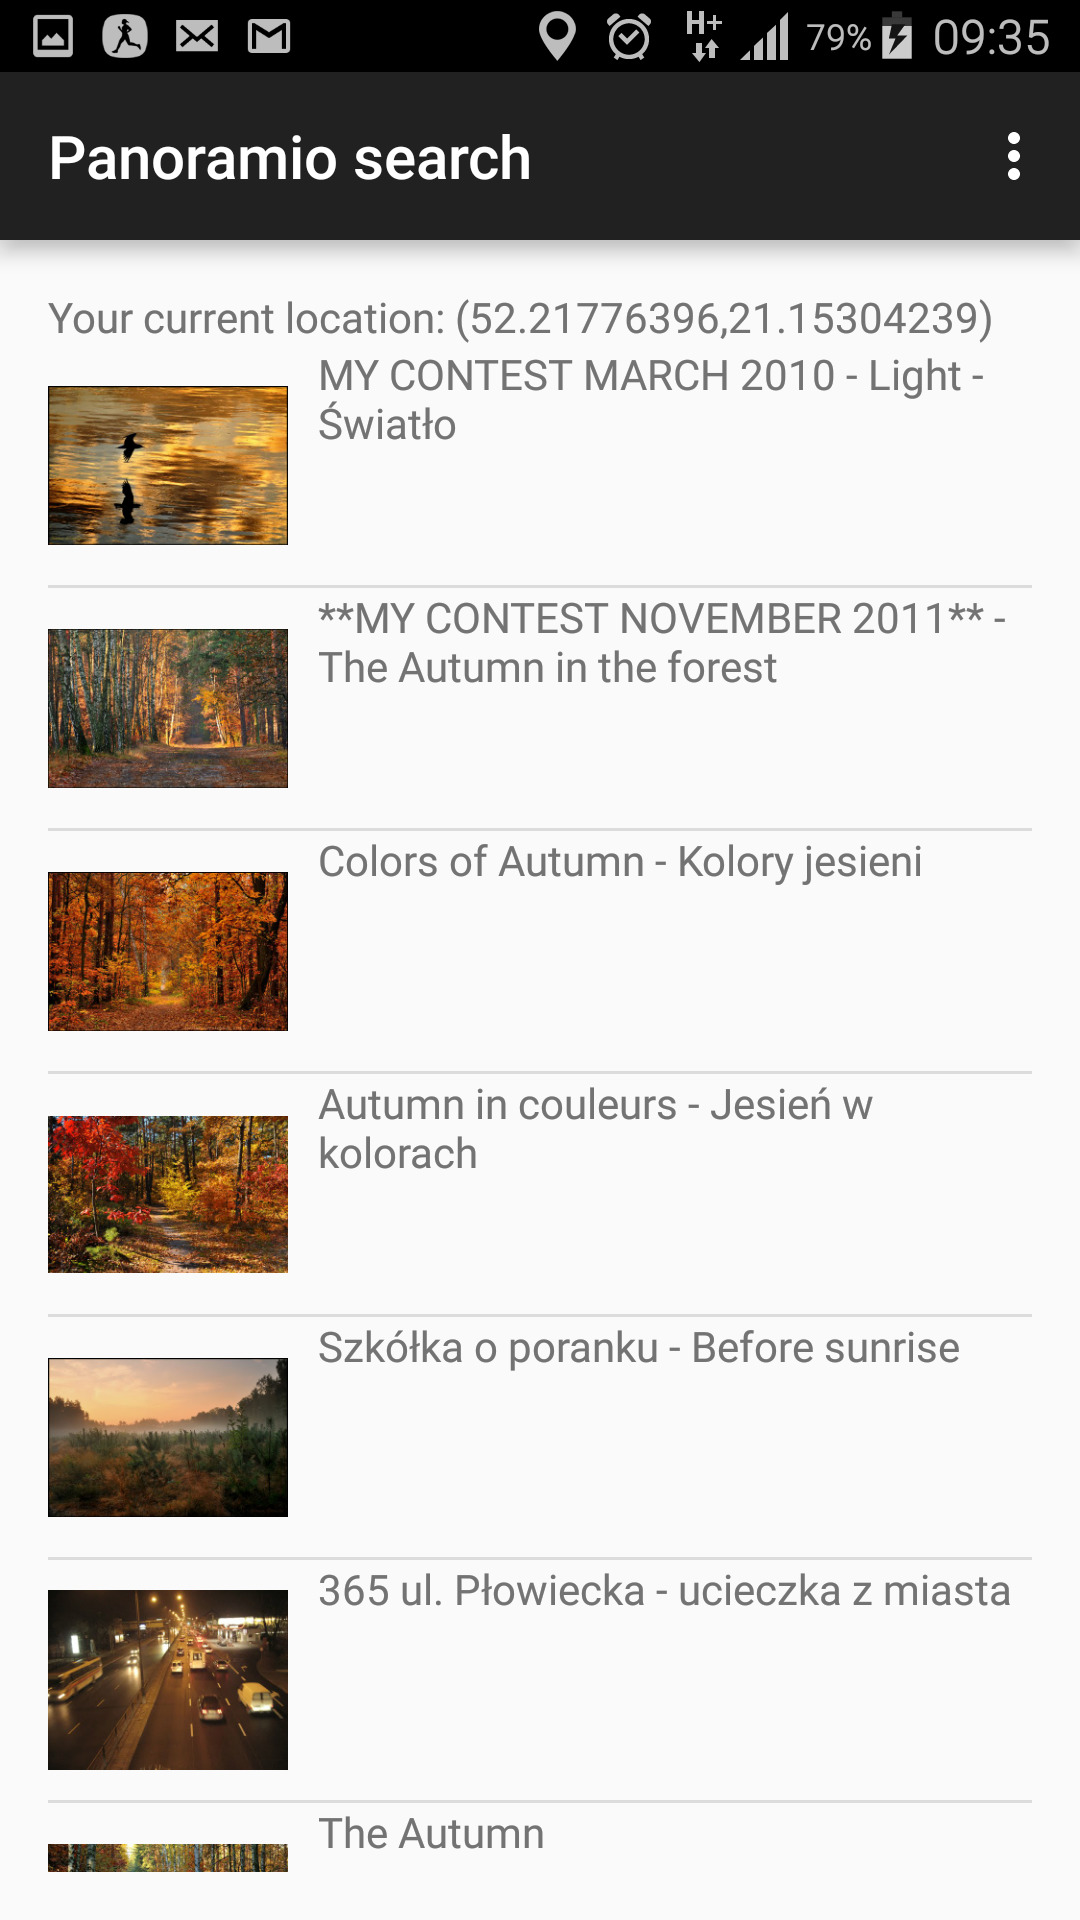 H+ 79% 09:35
Panoramio search
Your current location: (52.21776396,21.15304239)
MY CONTEST MARCH 2010 - Light -
Światło
**MY CONTEST NOVEMBER 2011** -
The Autumn in the forest
Colors of Autumn - Kolory jesieni
Autumn in couleurs - Jesień w
kolorach
Szkółka o poranku - Before sunrise
365 ul. Płowiecka - ucieczka z miasta
The Autumn